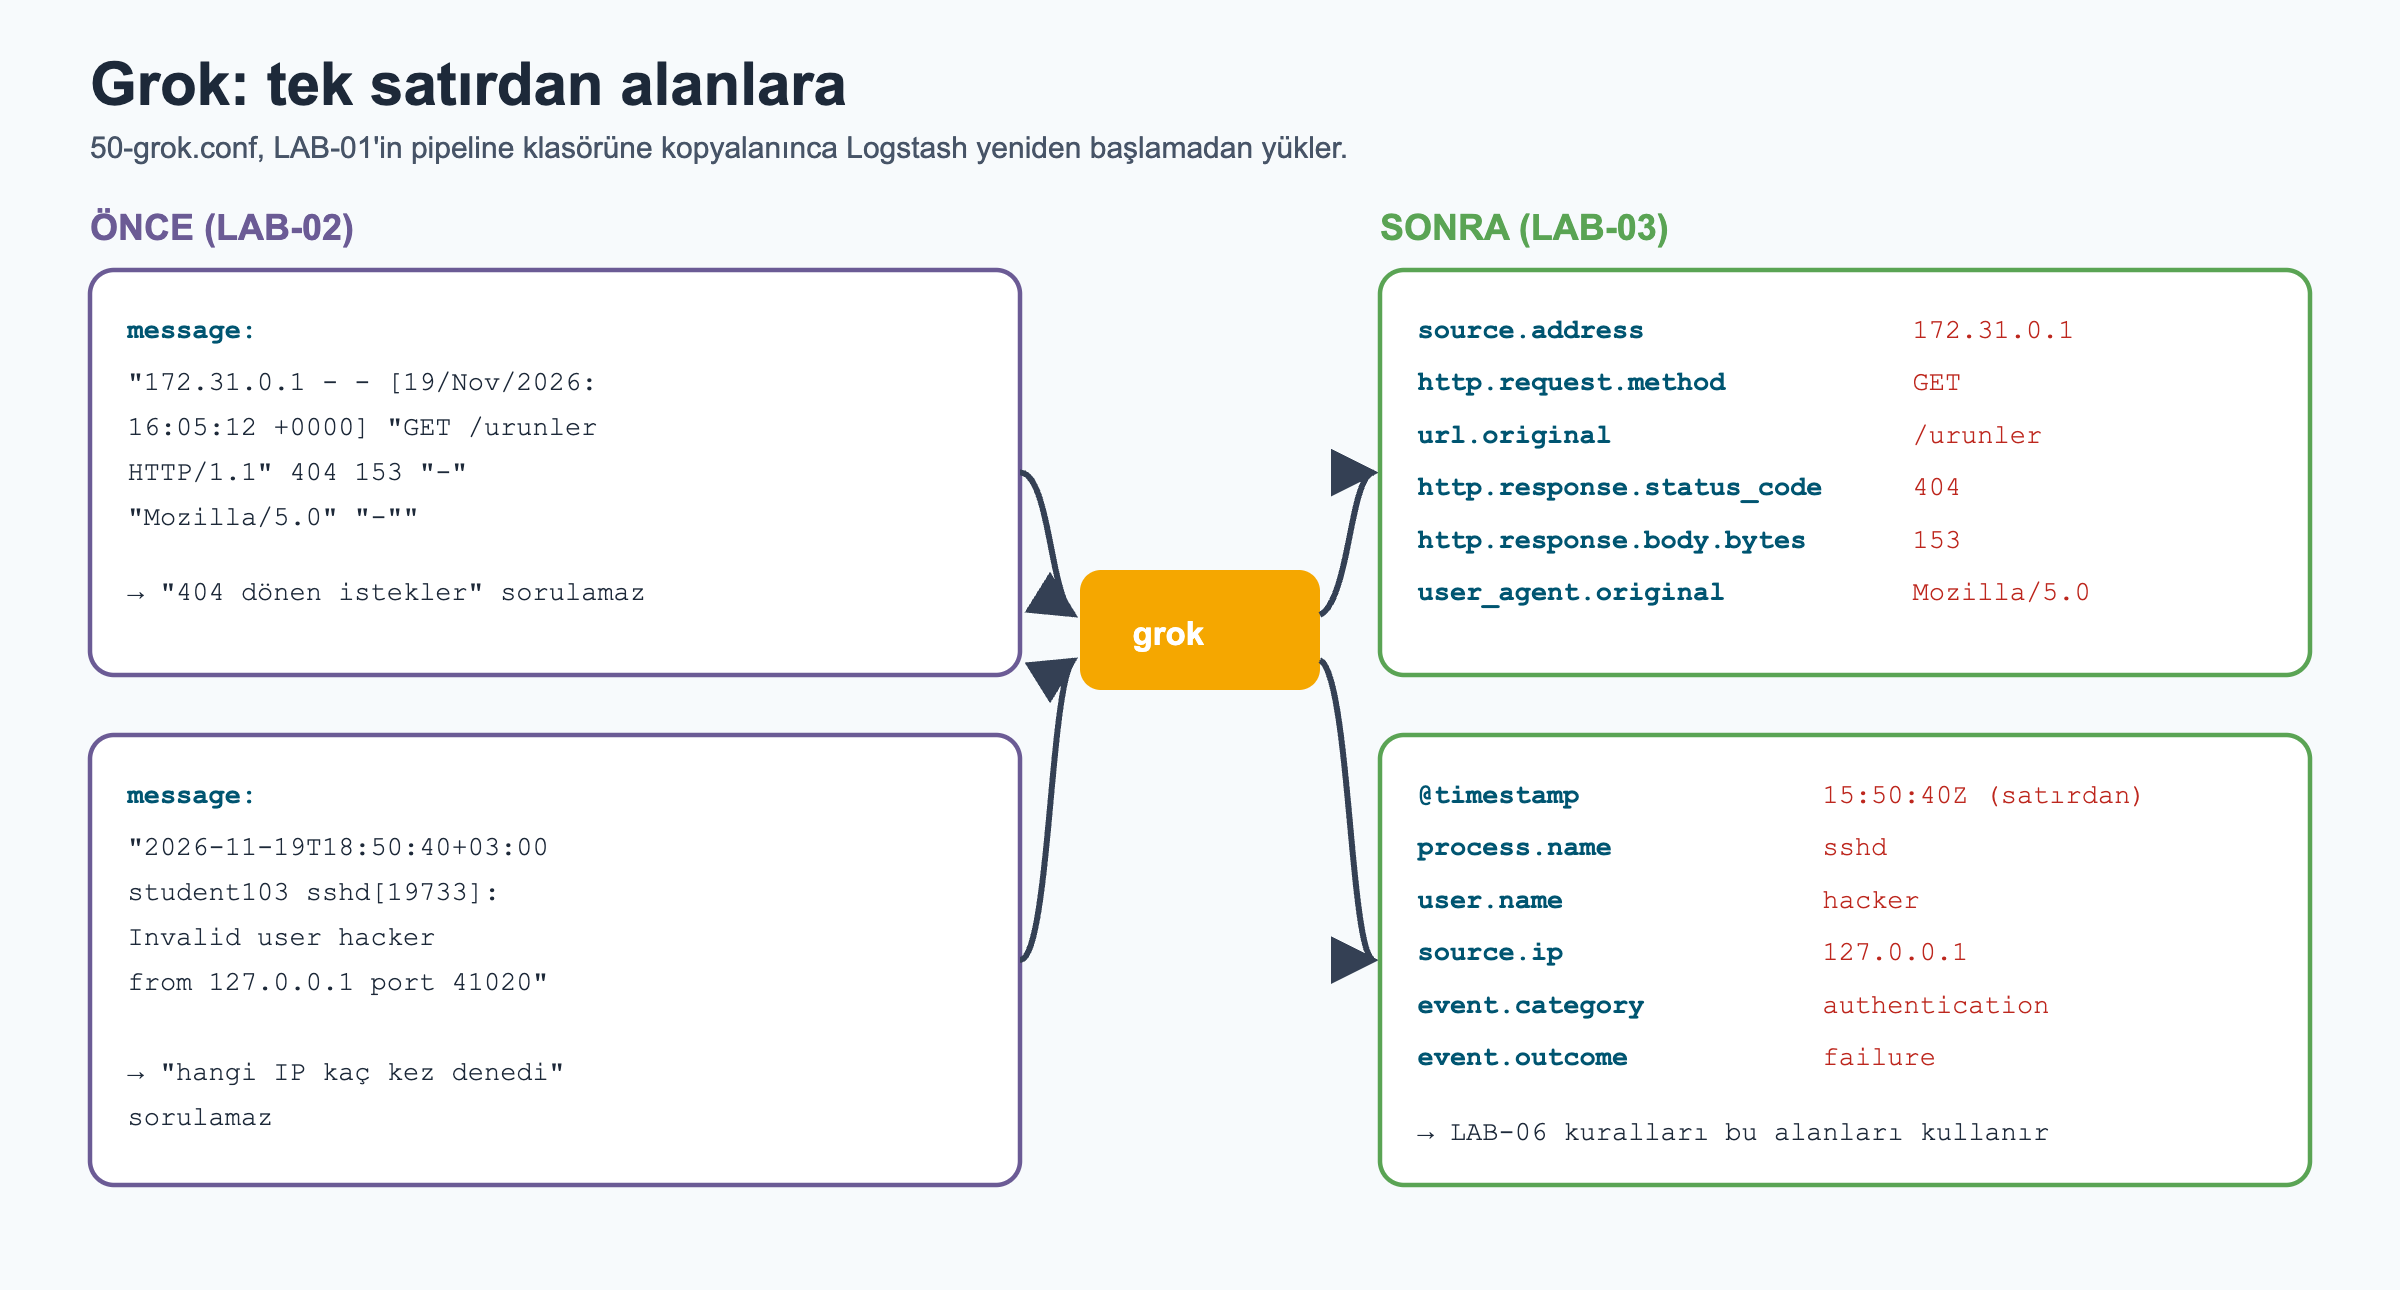 Grok: tek satırdan alanlara
50-grok.conf, LAB-01'in pipeline klasörüne kopyalanınca Logstash yeniden başlamadan yükler.
ÖNCE (LAB-02)
message:
"172.31.0.1 - - [19/Nov/2026:
16:05:12 +0000] "GET /urunler
HTTP/1.1" 404 153 "-"
"Mozilla/5.0" "-""
→ "404 dönen istekler" sorulamaz
message:
"2026-11-19T18:50:40+03:00
student103 sshd[19733]:
Invalid user hacker
from 127.0.0.1 port 41020"
→ "hangi IP kaç kez denedi"
sorulamaz
grok
SONRA (LAB-03)
source.address 172.31.0.1
http.request.method GET
url.original /urunler
http.response.status_code 404
http.response.body.bytes 153
user_agent.original Mozilla/5.0
@timestamp 15:50:40Z (satırdan)
process.name sshd
user.name hacker
source.ip 127.0.0.1
event.category authentication
event.outcome failure
→ LAB-06 kuralları bu alanları kullanır